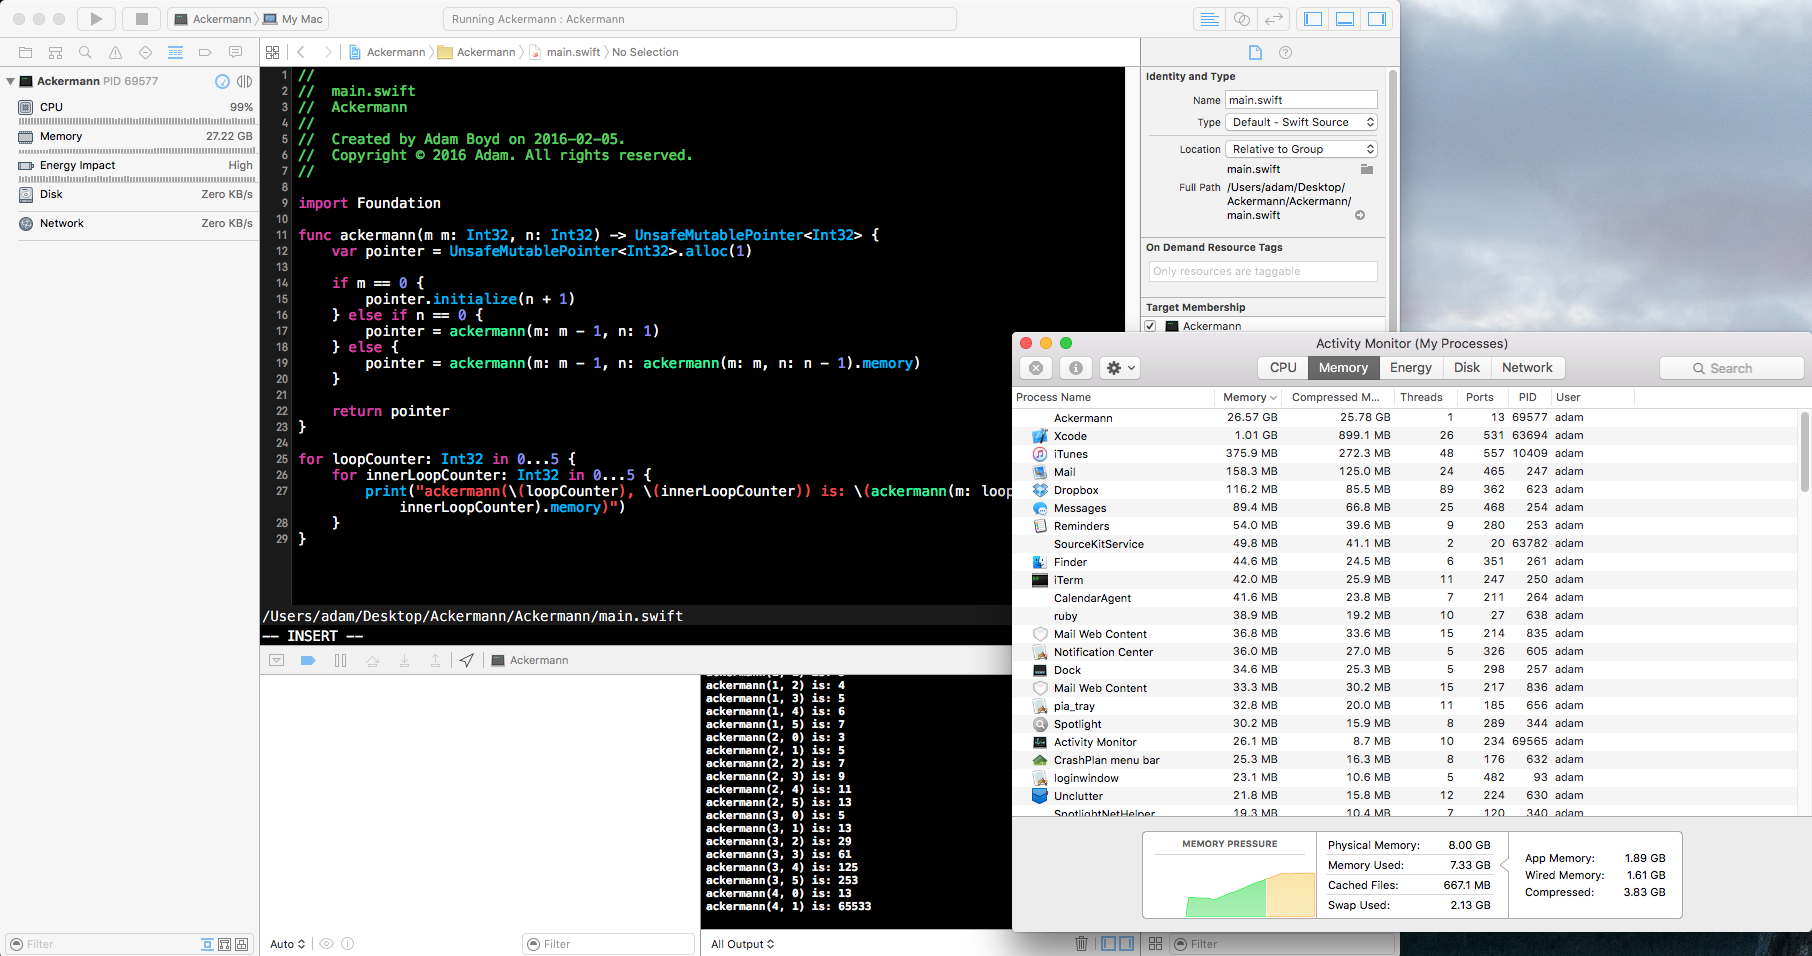 Ackermann
My Mac
Running Ackermann : Ackermann
Ackermann
Ackermann
main.swift
No Selection
Ackermann PID 69577
CPU 99%
Memory 27.22 GB
Energy Impact High
Disk Zero KB/s
Network Zero KB/s
Filter
1 //
2 //  main.swift
3 //  Ackermann
4 //
5 //  Created by Adam Boyd on 2016-02-05.
6 //  Copyright © 2016 Adam. All rights reserved.
7 //
8
9 import Foundation
10
11 func ackermann(m m: Int32, n: Int32) -> UnsafeMutablePointer<Int32> {
12     var pointer = UnsafeMutablePointer<Int32>.alloc(1)
13
14     if m == 0 {
15         pointer.initialize(n + 1)
16     } else if n == 0 {
17         pointer = ackermann(m: m - 1, n: 1)
18     } else {
19         pointer = ackermann(m: m - 1, n: ackermann(m: m, n: n - 1).memory)
20     }
21
22     return pointer
23 }
24
25 for loopCounter: Int32 in 0...5 {
26     for innerLoopCounter: Int32 in 0...5 {
27         print("ackermann(\(loopCounter), \(innerLoopCounter)) is: \(ackermann(m: loop
innerLoopCounter).memory)")
28     }
29 }
/Users/adam/Desktop/Ackermann/Ackermann/main.swift
-- INSERT --
Ackermann
ackermann(1, 2) is: 4
ackermann(1, 3) is: 5
ackermann(1, 4) is: 6
ackermann(1, 5) is: 7
ackermann(2, 0) is: 3
ackermann(2, 1) is: 5
ackermann(2, 2) is: 7
ackermann(2, 3) is: 9
ackermann(2, 4) is: 11
ackermann(2, 5) is: 13
ackermann(3, 0) is: 5
ackermann(3, 1) is: 13
ackermann(3, 2) is: 29
ackermann(3, 3) is: 61
ackermann(3, 4) is: 125
ackermann(3, 5) is: 253
ackermann(4, 0) is: 13
ackermann(4, 1) is: 65533
Auto
Filter
All Output
Filter
Identity and Type
Name main.swift
Type Default - Swift Source
Location Relative to Group
main.swift
Full Path /Users/adam/Desktop/
Ackermann/Ackermann/
main.swift
On Demand Resource Tags
Only resources are taggable
Target Membership
Ackermann
Activity Monitor (My Processes)
CPU Memory Energy Disk Network
Search
Process Name Memory Compressed M... Threads Ports PID User
Ackermann 26.57 GB 25.78 GB 1 13 69577 adam
Xcode 1.01 GB 899.1 MB 26 531 63694 adam
iTunes 375.9 MB 272.3 MB 48 557 10409 adam
Mail 158.3 MB 125.0 MB 24 465 247 adam
Dropbox 116.2 MB 85.5 MB 89 362 623 adam
Messages 89.4 MB 66.8 MB 25 468 254 adam
Reminders 54.0 MB 39.6 MB 9 280 253 adam
SourceKitService 49.8 MB 41.1 MB 2 20 63782 adam
Finder 44.6 MB 24.5 MB 6 351 261 adam
iTerm 42.0 MB 25.9 MB 11 247 250 adam
CalendarAgent 41.6 MB 23.8 MB 7 211 264 adam
ruby 38.9 MB 19.2 MB 10 27 638 adam
Mail Web Content 36.8 MB 33.6 MB 15 214 835 adam
Notification Center 36.0 MB 27.0 MB 5 326 605 adam
Dock 34.6 MB 25.3 MB 5 298 257 adam
Mail Web Content 33.3 MB 30.2 MB 15 217 836 adam
pia_tray 32.8 MB 20.0 MB 11 185 656 adam
Spotlight 30.2 MB 15.9 MB 8 289 344 adam
Activity Monitor 26.1 MB 8.7 MB 10 234 69565 adam
CrashPlan menu bar 25.3 MB 16.3 MB 8 176 632 adam
loginwindow 23.1 MB 10.6 MB 5 482 93 adam
Unclutter 21.8 MB 15.8 MB 12 224 630 adam
SpotlightNetHelper 19.3 MB 10.4 MB 7 120 340 adam
MEMORY PRESSURE
Physical Memory: 8.00 GB
Memory Used: 7.33 GB
Cached Files: 667.1 MB
Swap Used: 2.13 GB
App Memory: 1.89 GB
Wired Memory: 1.61 GB
Compressed: 3.83 GB